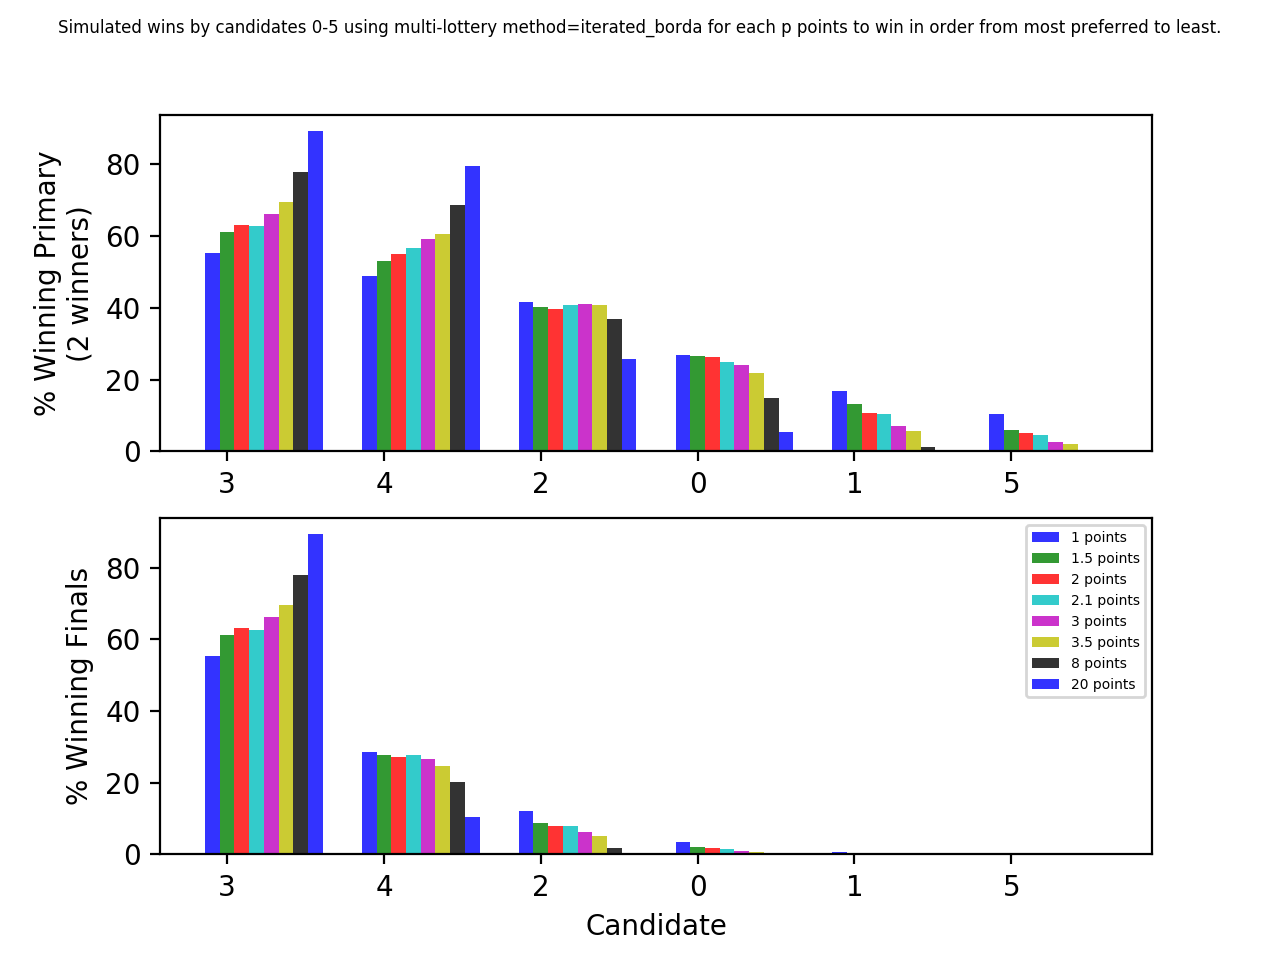 Simulated wins by candidates 0-5 using multi-lottery method=iterated_borda for each p points to win in order from most preferred to least.
% Winning Primary
(2 winners)
80
60
40
20
0
3 4 2 0 1 5
% Winning Finals
80
60
40
20
0
1 points
1.5 points
2 points
2.1 points
3 points
3.5 points
8 points
20 points
3 4 2 0 1 5
Candidate